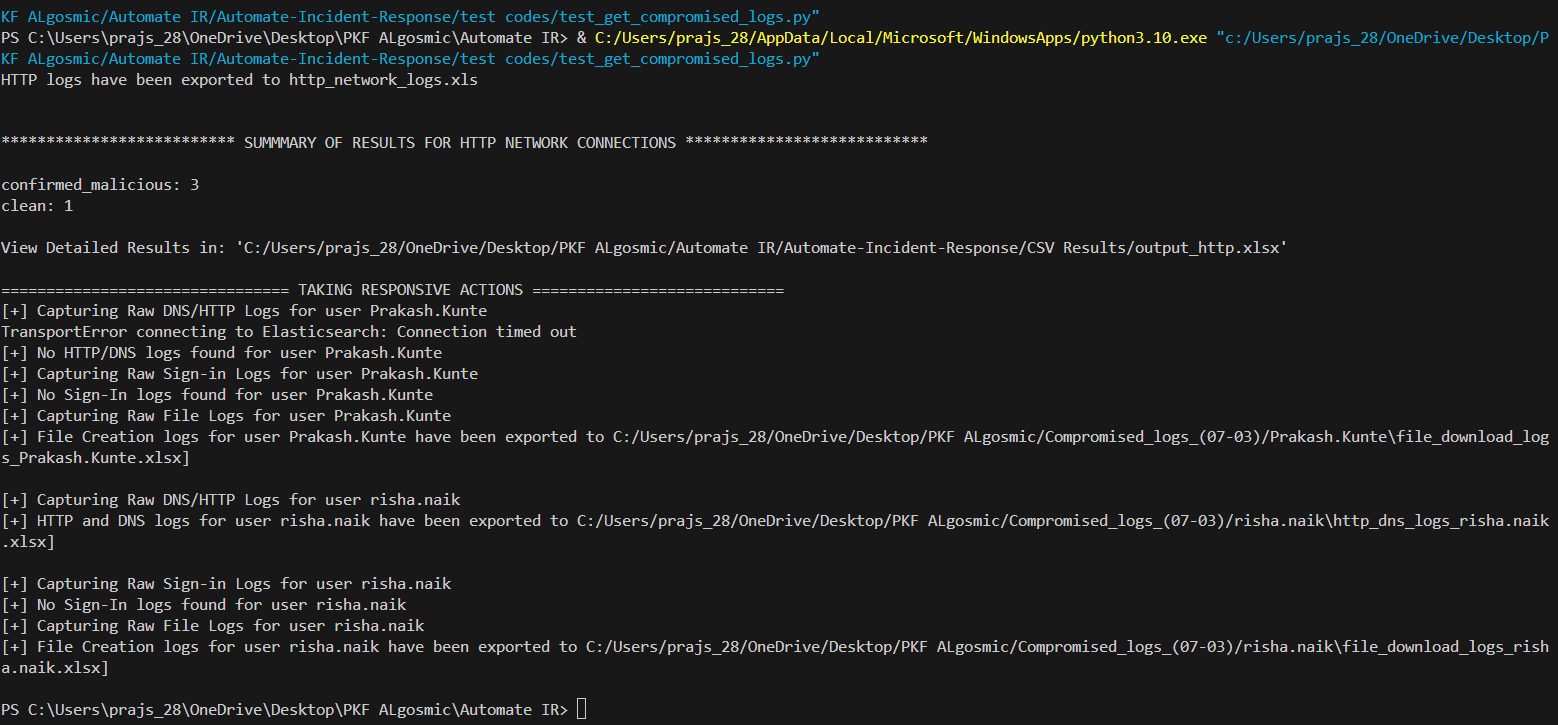 KF ALgosmic/Automate IR/Automate-Incident-Response/test codes/test_get_compromised_logs.py"
PS C:\Users\prajs_28\OneDrive\Desktop\PKF ALgosmic\Automate IR> & C:/Users/prajs_28/AppData/Local/Microsoft/WindowsApps/python3.10.exe "c:/Users/prajs_28/OneDrive/Desktop/P
KF ALgosmic/Automate IR/Automate-Incident-Response/test codes/test_get_compromised_logs.py"
HTTP logs have been exported to http_network_logs.xls
************************** SUMMMARY OF RESULTS FOR HTTP NETWORK CONNECTIONS ***************************
confirmed_malicious: 3
clean: 1
View Detailed Results in: 'C:/Users/prajs_28/OneDrive/Desktop/PKF ALgosmic/Automate IR/Automate-Incident-Response/CSV Results/output_http.xlsx'
================================ TAKING RESPONSIVE ACTIONS ============================
[+] Capturing Raw DNS/HTTP Logs for user Prakash.Kunte
TransportError connecting to Elasticsearch: Connection timed out
[+] No HTTP/DNS logs found for user Prakash.Kunte
[+] Capturing Raw Sign-in Logs for user Prakash.Kunte
[+] No Sign-In logs found for user Prakash.Kunte
[+] Capturing Raw File Logs for user Prakash.Kunte
[+] File Creation logs for user Prakash.Kunte have been exported to C:/Users/prajs_28/OneDrive/Desktop/PKF ALgosmic/Compromised_logs_(07-03)/Prakash.Kunte\file_download_log
s_Prakash.Kunte.xlsx]
[+] Capturing Raw DNS/HTTP Logs for user risha.naik
[+] HTTP and DNS logs for user risha.naik have been exported to C:/Users/prajs_28/OneDrive/Desktop/PKF ALgosmic/Compromised_logs_(07-03)/risha.naik\http_dns_logs_risha.naik
.xlsx]
[+] Capturing Raw Sign-in Logs for user risha.naik
[+] No Sign-In logs found for user risha.naik
[+] Capturing Raw File Logs for user risha.naik
[+] File Creation logs for user risha.naik have been exported to C:/Users/prajs_28/OneDrive/Desktop/PKF ALgosmic/Compromised_logs_(07-03)/risha.naik\file_download_logs_rish
a.naik.xlsx]
PS C:\Users\prajs_28\OneDrive\Desktop\PKF ALgosmic\Automate IR>